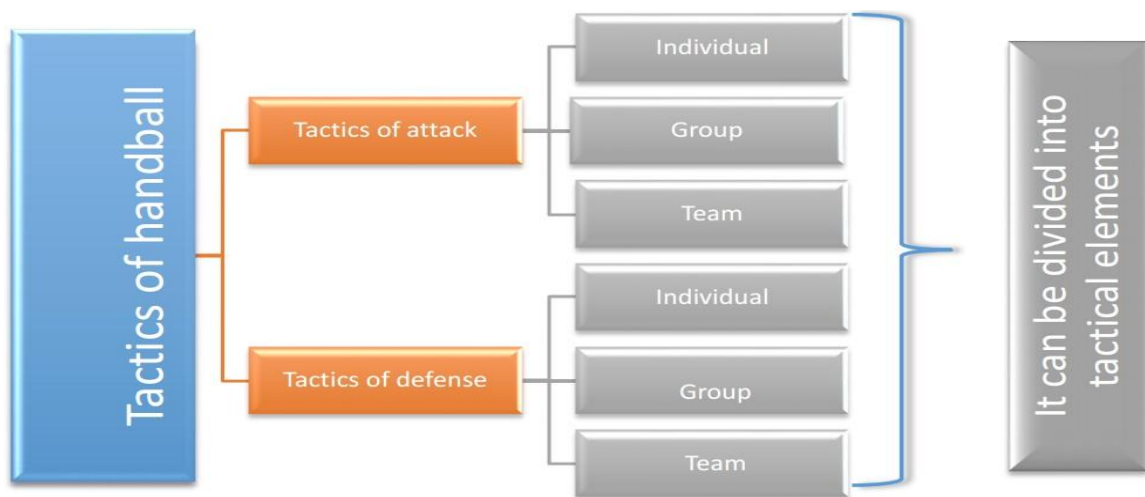 Tactics of handball
Tactics of attack
Individual
Group
Team
Tactics of defense
Individual
Group
Team
It can be divided into
tactical elements